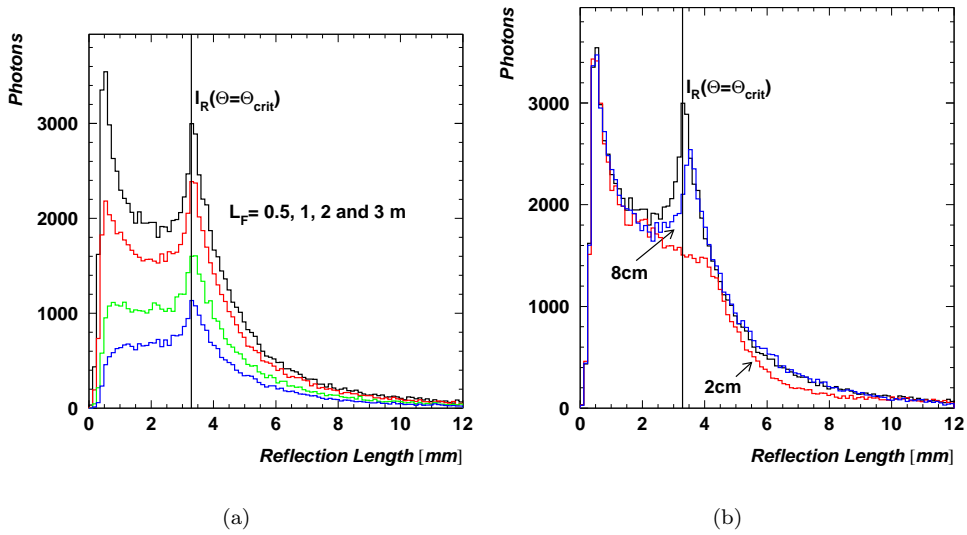 Photons
3000
2000
1000
0
l_R(Θ=Θ_crit)
L_F= 0.5, 1, 2 and 3 m
0 2 4 6 8 10 12
Reflection Length [mm]
(a)
Photons
3000
2000
1000
0
l_R(Θ=Θ_crit)
8cm
2cm
0 2 4 6 8 10 12
Reflection Length [mm]
(b)